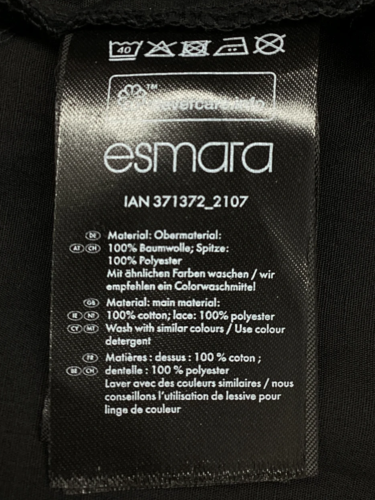 40
clevercare.info
TM
esmara
IAN 371372_2107
DE Material: Obermaterial:
AT CH 100% Baumwolle; Spitze:
100% Polyester
Mit ähnlichen Farben waschen / wir
empfehlen ein Colorwaschmittel
GB Material: main material:
IE NI 100% cotton; lace: 100% polyester
CY MT Wash with similar colours / Use colour
detergent
FR Matières : dessus : 100 % coton ;
BE CH dentelle : 100 % polyester
Laver avec des couleurs similaires / nous
conseillons l'utilisation de lessive pour
linge de couleur